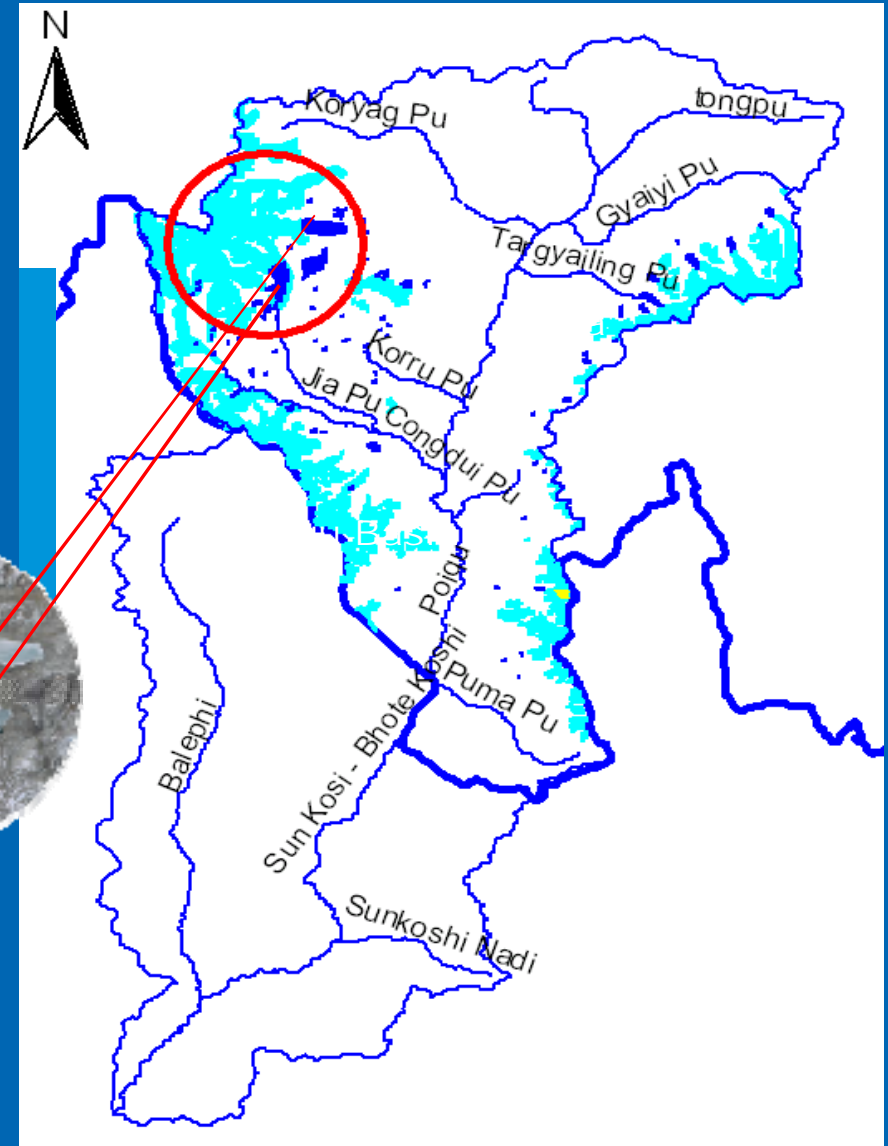 N
Koryag Pu
tongpu
Gyaiyi Pu
Targyailing Pu
Korru Pu
Jia Pu
Congdui Pu
Poiqu
Puma Pu
Sun Kosi - Bhote Koshi
Balephi
Sunkoshi Nadi